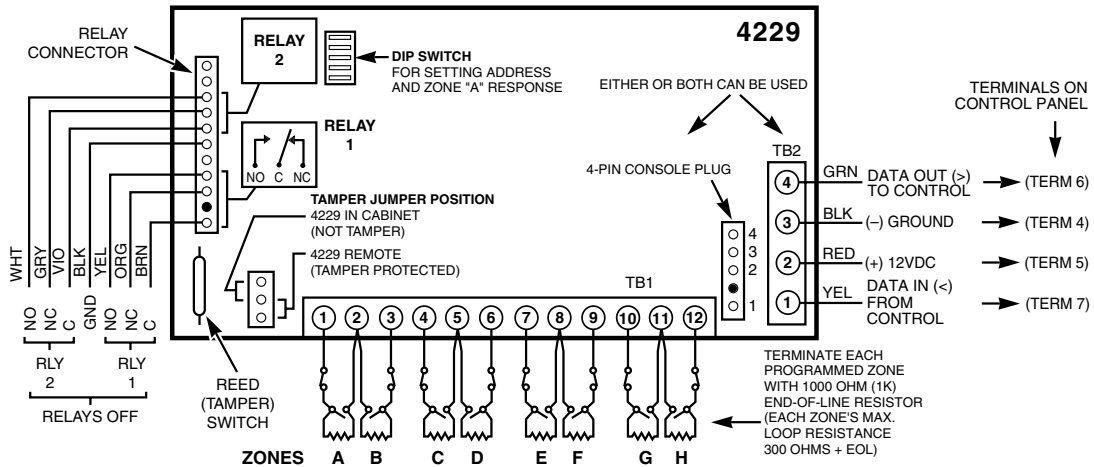 4229
RELAY
CONNECTOR
RELAY
2
DIP SWITCH
FOR SETTING ADDRESS
AND ZONE "A" RESPONSE
EITHER OR BOTH CAN BE USED
TERMINALS ON
CONTROL PANEL
RELAY
1
NO C NC
4-PIN CONSOLE PLUG
TB2
TAMPER JUMPER POSITION
4229 IN CABINET
(NOT TAMPER)
4229 REMOTE
(TAMPER PROTECTED)
4
GRN
DATA OUT (>)
TO CONTROL
(TERM 6)
3
BLK
(–) GROUND
(TERM 4)
2
RED
(+) 12VDC
(TERM 5)
1
YEL
DATA IN (<)
FROM
CONTROL
(TERM 7)
4
3
2
1
WHT
GRY
VIO
BLK
YEL
ORG
BRN
NO
NC
C
GND
NO
NC
C
RLY
2
RLY
1
RELAYS OFF
REED
(TAMPER)
SWITCH
TB1
1 2 3 4 5 6 7 8 9 10 11 12
TERMINATE EACH
PROGRAMMED ZONE
WITH 1000 OHM (1K)
END-OF-LINE RESISTOR
(EACH ZONE'S MAX.
LOOP RESISTANCE
300 OHMS + EOL)
ZONES A B C D E F G H